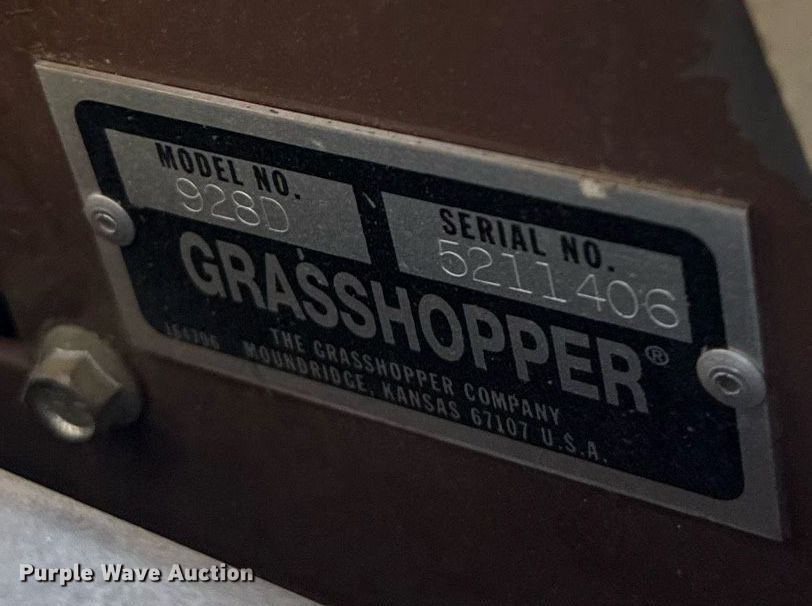 MODEL NO.
928D
SERIAL NO.
5211406
GRASSHOPPER®
THE GRASSHOPPER COMPANY
MOUNDRIDGE, KANSAS 67107 U.S.A.
Purple Wave Auction